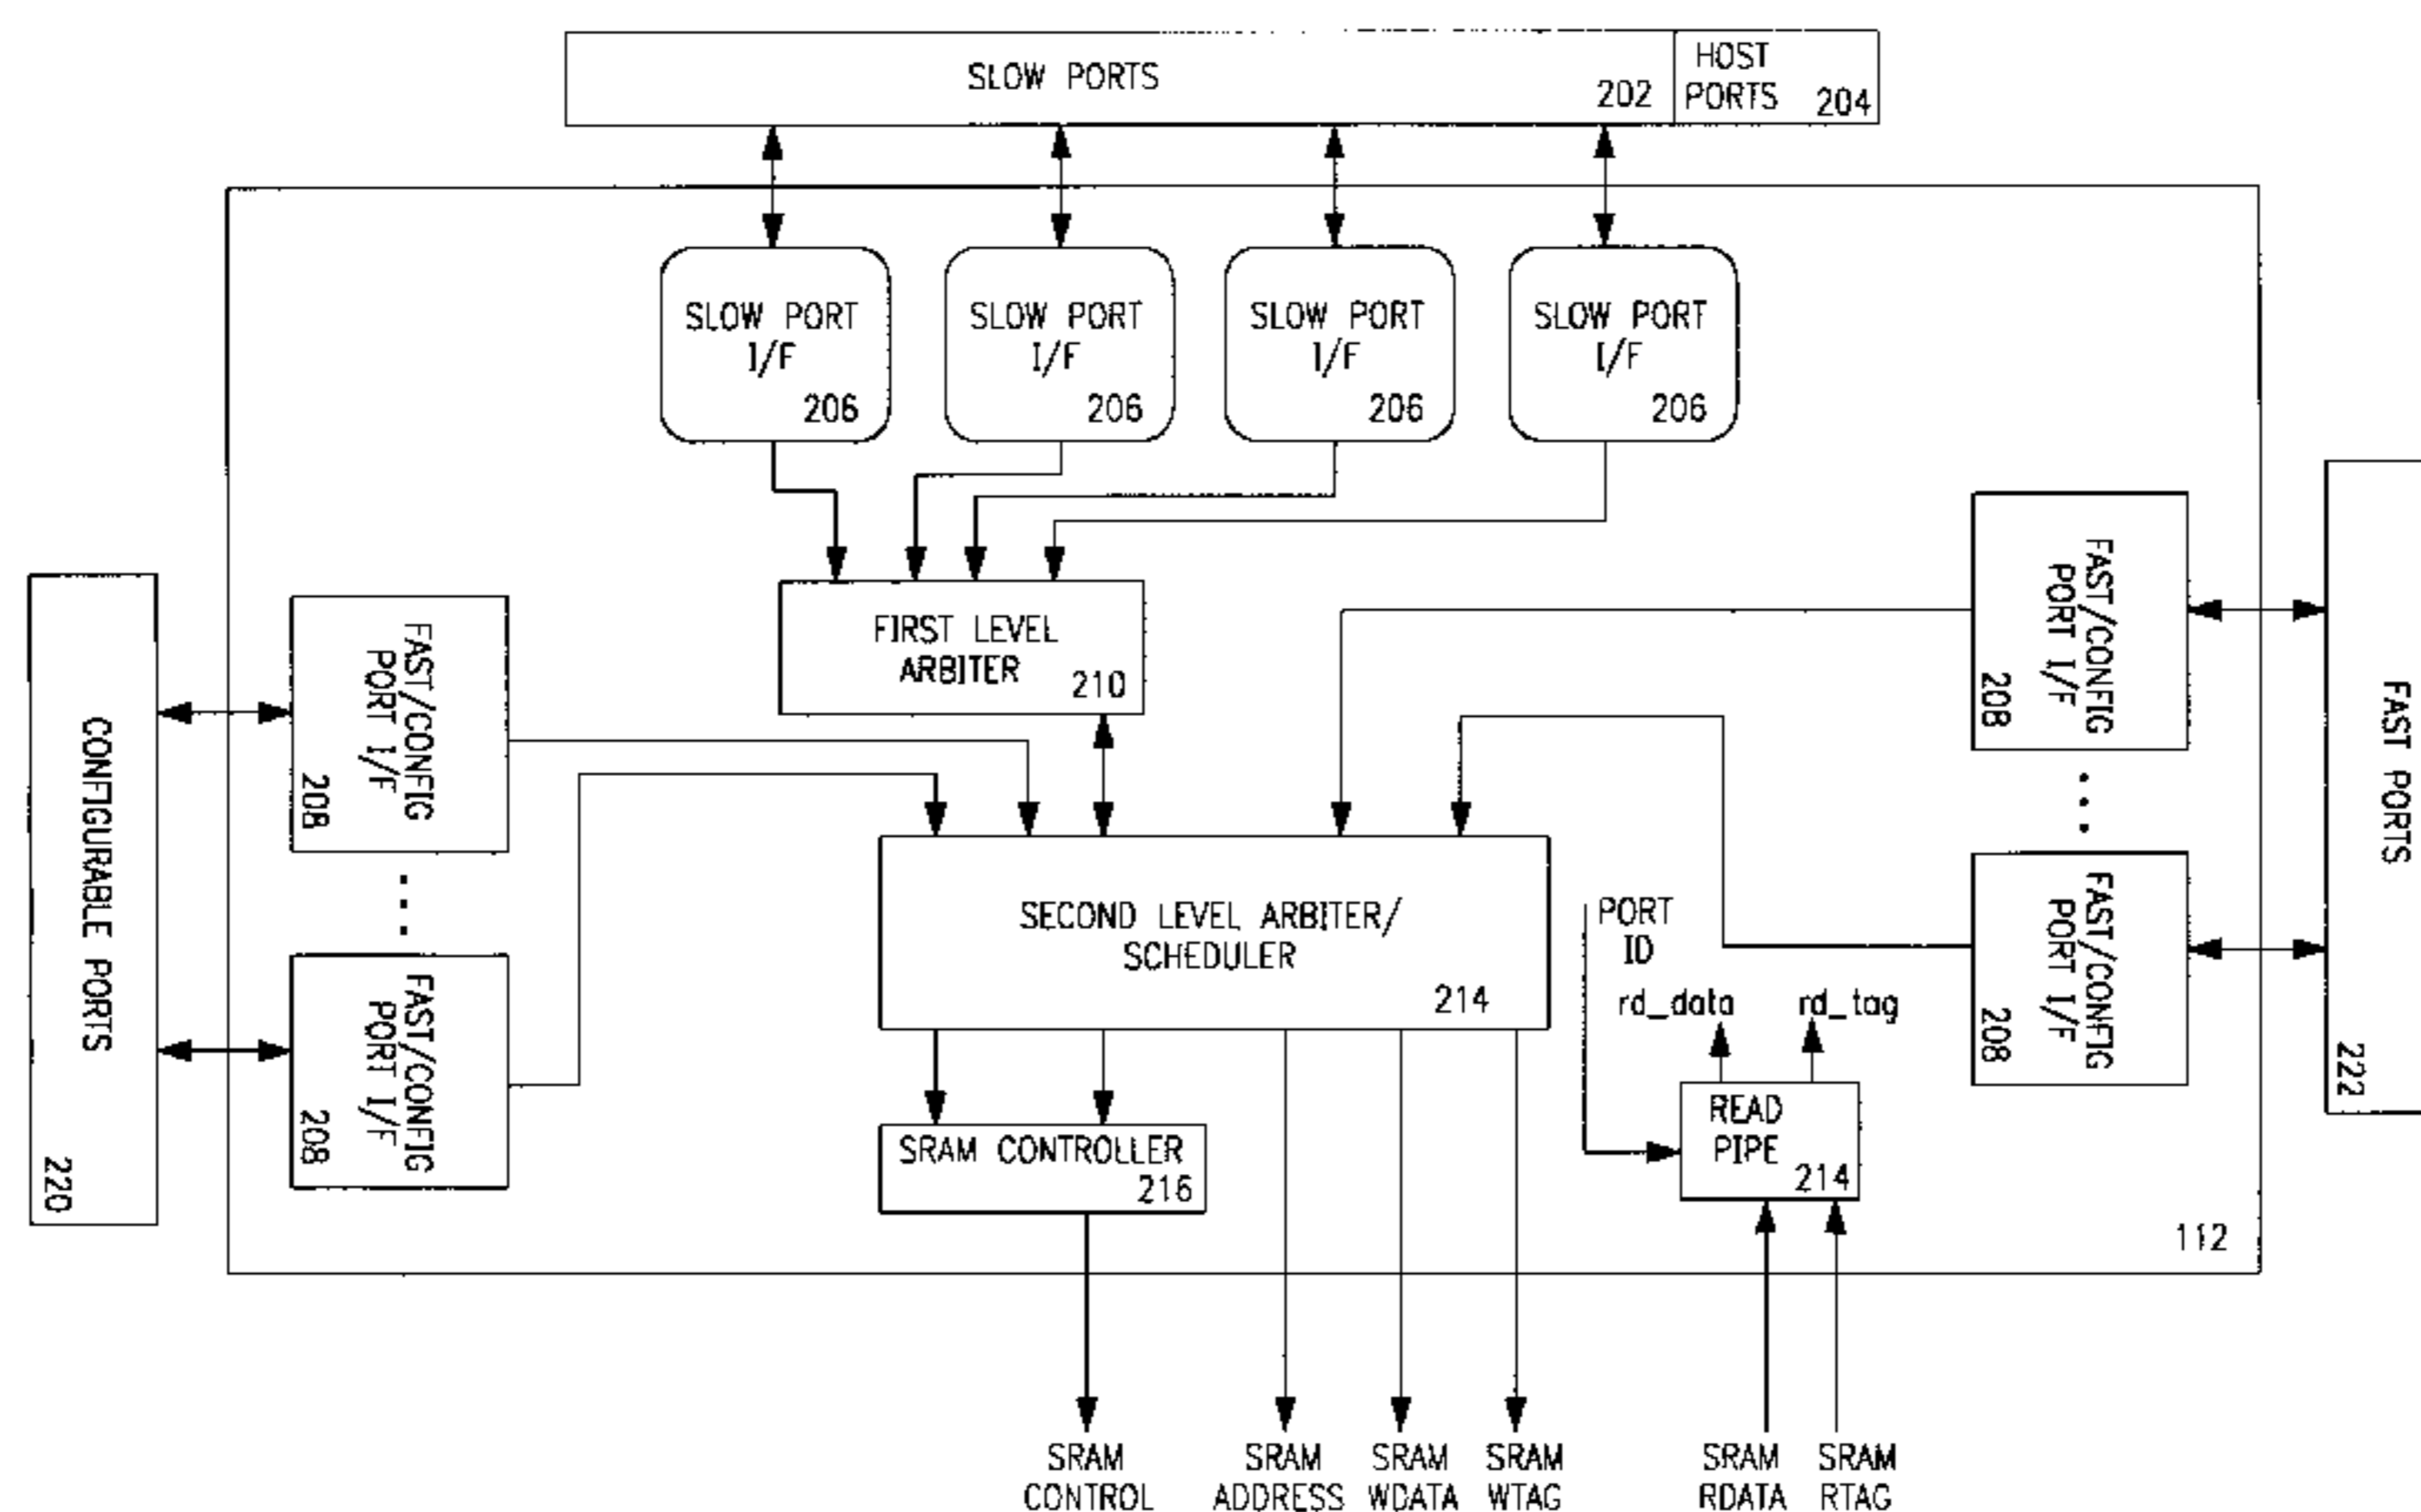 SLOW PORTS
202
HOST
PORTS
204
SLOW PORT
I/F
206
SLOW PORT
I/F
206
SLOW PORT
I/F
206
SLOW PORT
I/F
206
FIRST LEVEL
ARBITER
210
CONFIGURABLE PORTS
220
FAST/CONFIG
PORT I/F
208
FAST/CONFIG
PORT I/F
208
FAST/CONFIG
PORT I/F
208
FAST/CONFIG
PORT I/F
208
FAST PORTS
222
SECOND LEVEL ARBITER/
SCHEDULER
214
PORT
ID
rd_data
rd_tag
READ
PIPE
214
SRAM CONTROLLER
216
112
SRAM
CONTROL
SRAM
ADDRESS
SRAM
WDATA
SRAM
WTAG
SRAM
RDATA
SRAM
RTAG